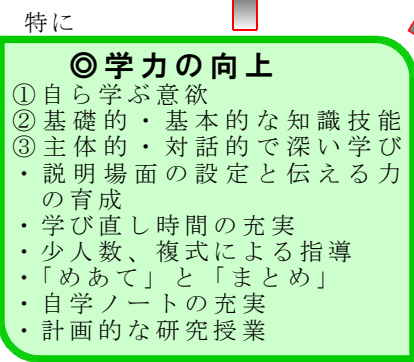 特に
◎学力の向上
①自ら学ぶ意欲
②基礎的・基本的な知識技能
③主体的・対話的で深い学び
・説明場面の設定と伝える力
の育成
・学び直し時間の充実
・少人数、複式による指導
・「めあて」と「まとめ」
・自学ノートの充実
・計画的な研究授業